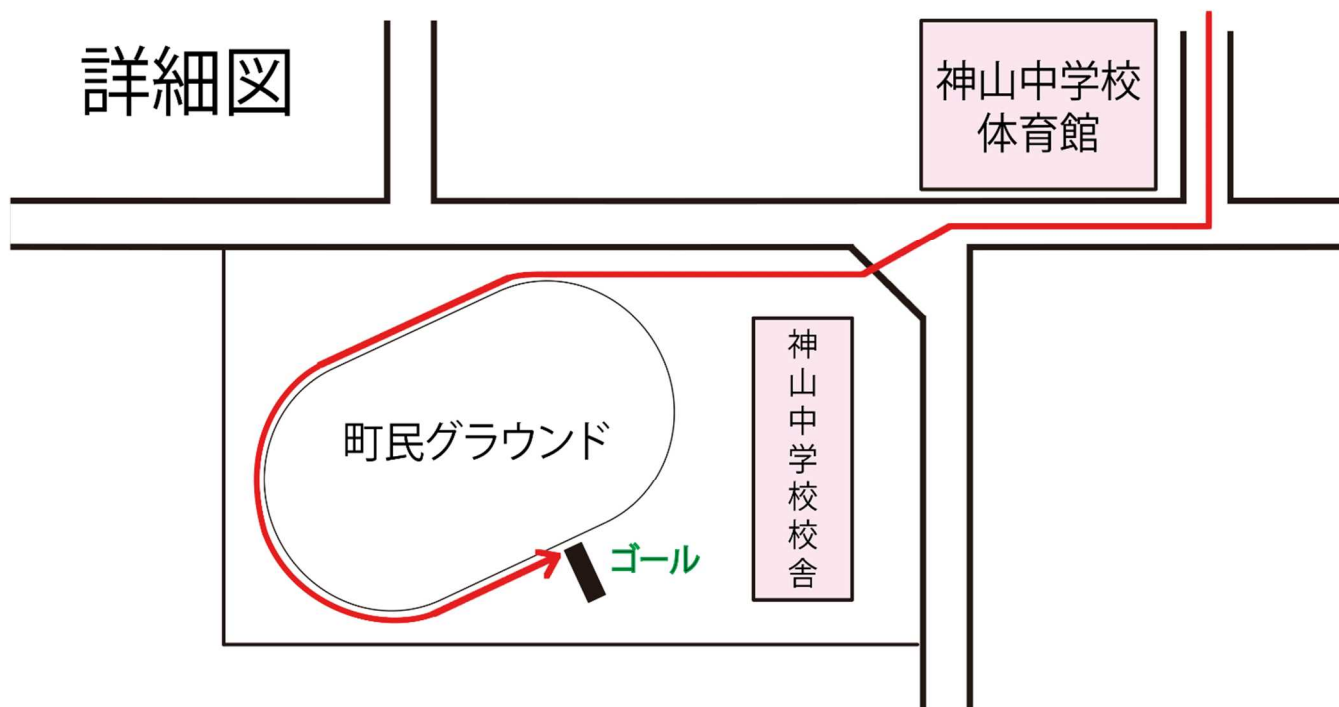 詳細図
神山中学校
体育館
町民グラウンド
神山中学校校舎
ゴール